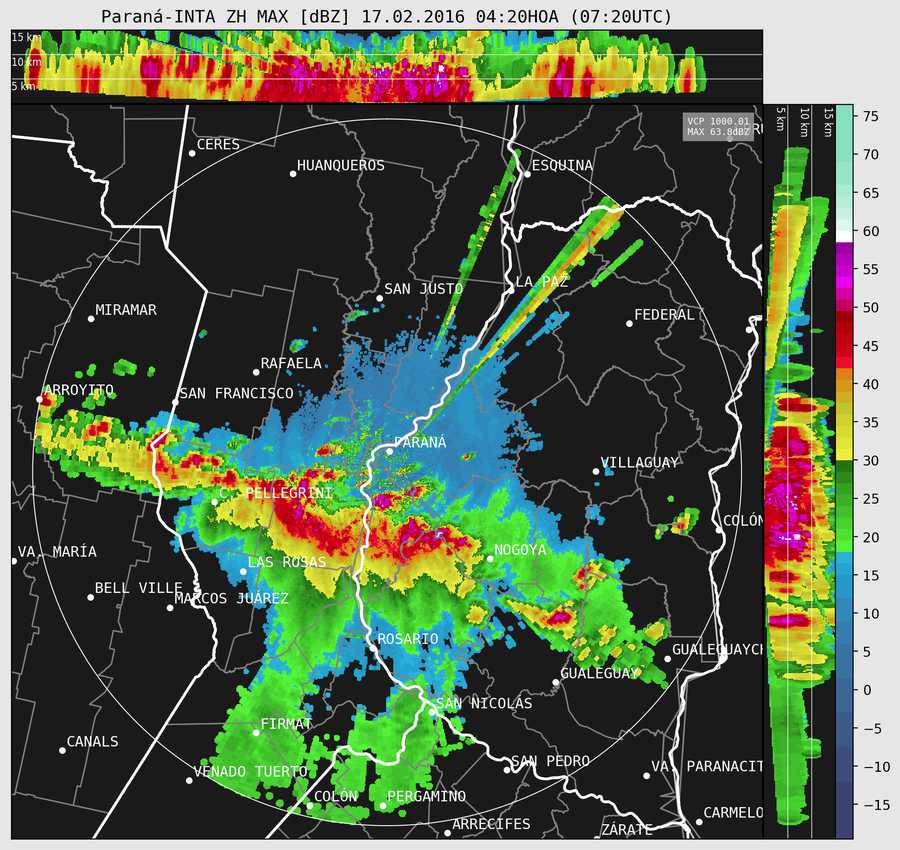 Paraná-INTA ZH MAX [dBZ] 17.02.2016 04:20HOA (07:20UTC)
15 km
10 km
5 km
5 km
10 km
15 km
VCP 1000.01
MAX 63.8dBZ
CERES
HUANQUEROS
ESQUINA
SAN JUSTO
LA PAZ
MIRAMAR
FEDERAL
RAFAELA
ARROYITO
SAN FRANCISCO
PARANÁ
VILLAGUAY
C. PELLEGRINI
COLÓN
VA. MARÍA
NOGOYA
LAS ROSAS
BELL VILLE
MARCOS JUÁREZ
ROSARIO
GUALEGUAYCH
GUALEGUAY
SAN NICOLAS
FIRMAT
CANALS
SAN PEDRO
VENADO TUERTO
VA. PARANACIT
COLÓN
PERGAMINO
CARMELO
ARRECIFES
ZÁRATE
75
70
65
60
55
50
45
40
35
30
25
20
15
10
5
0
−5
−10
−15